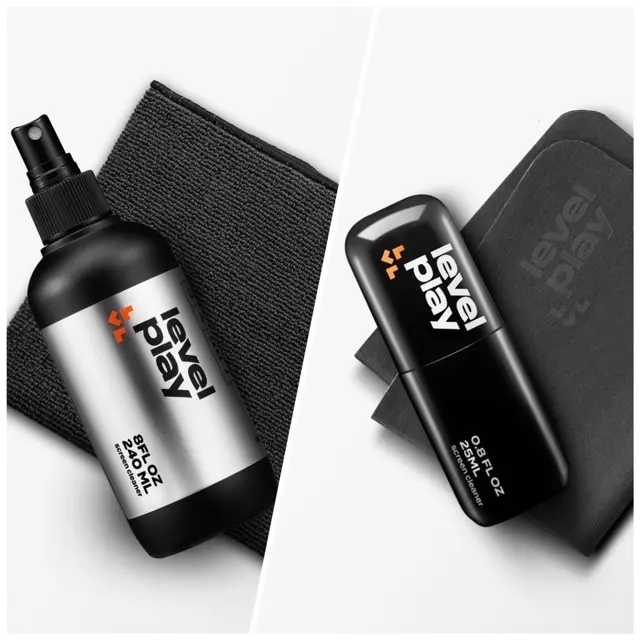 level
play
8FL OZ
240 ML
screen cleaner
level
play
0.8 FL OZ
25ML
screen cleaner
level
play